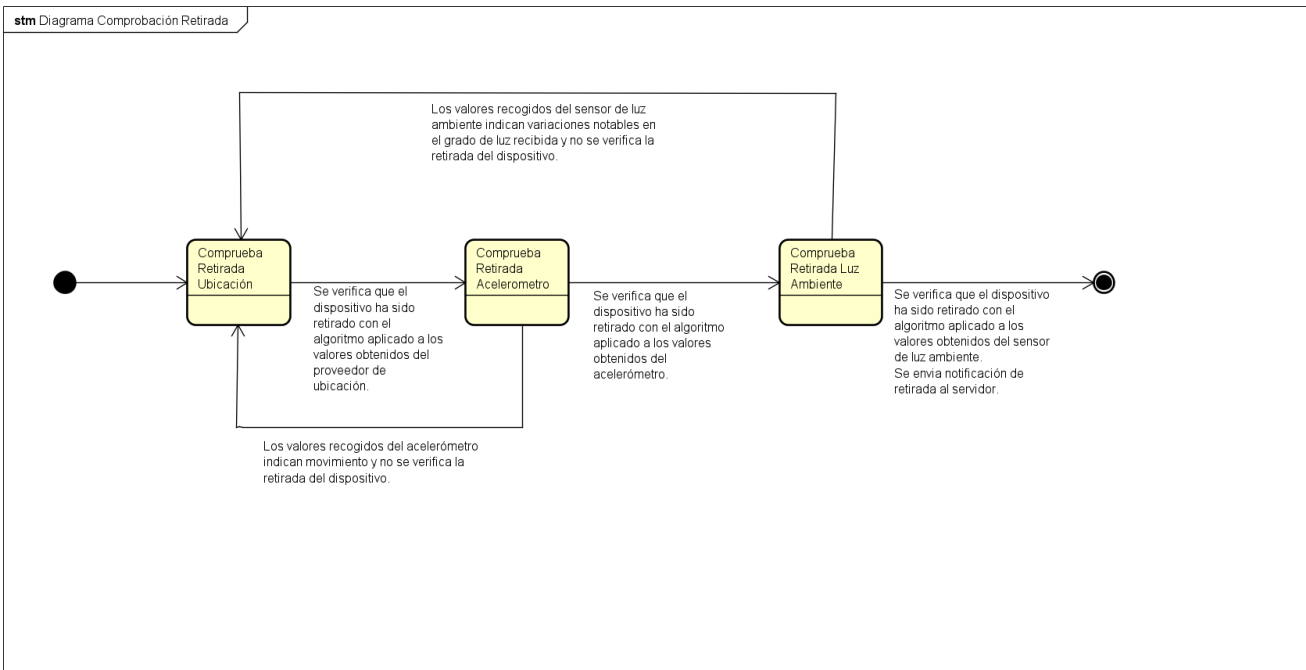 stm Diagrama Comprobación Retirada
Los valores recogidos del sensor de luz
ambiente indican variaciones notables en
el grado de luz recibida y no se verifica la
retirada del dispositivo.
Comprueba
Retirada
Ubicación
Se verifica que el
dispositivo ha sido
retirado con el
algoritmo aplicado a los
valores obtenidos del
proveedor de
ubicación.
Comprueba
Retirada
Acelerometro
Se verifica que el
dispositivo ha sido
retirado con el algoritmo
aplicado a los valores
obtenidos del
acelerómetro.
Comprueba
Retirada Luz
Ambiente
Se verifica que el dispositivo
ha sido retirado con el
algoritmo aplicado a los
valores obtenidos del sensor
de luz ambiente.
Se envia notificación de
retirada al servidor.
Los valores recogidos del acelerómetro
indican movimiento y no se verifica la
retirada del dispositivo.